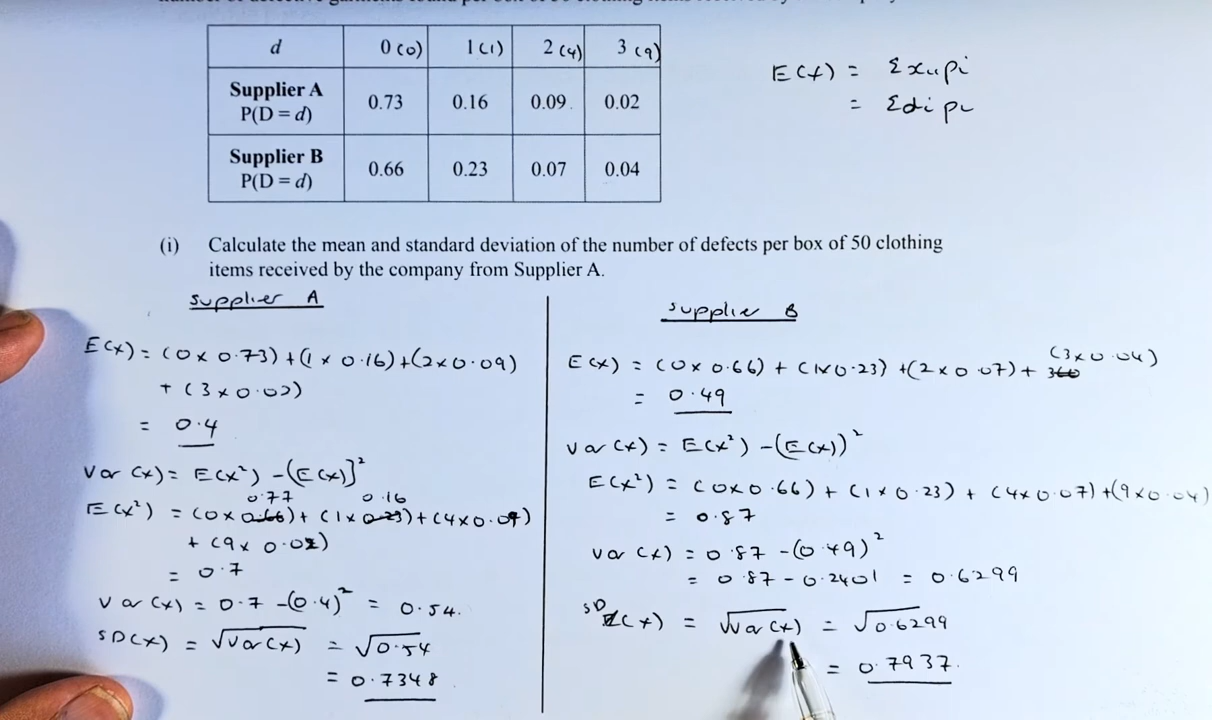 d 0 (0) 1 (1) 2 (4) 3 (9)
Supplier A
P(D = d) 0.73 0.16 0.09 0.02
Supplier B
P(D = d) 0.66 0.23 0.07 0.04
E(x) = Σxipi
= Σdipi
(i) Calculate the mean and standard deviation of the number of defects per box of 50 clothing
items received by the company from Supplier A.
Supplier A
E(x) = (0 x 0.73) + (1 x 0.16) + (2 x 0.09)
+ (3 x 0.02)
= 0.4
Var (x) = E(x²) - (E(x)]²
0.77 0.16
E(x²) = (0 x 0.66) + (1 x 0.23) + (4 x 0.09)
+ (9 x 0.02)
= 0.7
Var (x) = 0.7 - (0.4)² = 0.54.
SD(x) = √Var(x) = √0.54
= 0.7348
Supplier B
(3 x 0.04)
E(x) = (0 x 0.66) + (1 x 0.23) + (2 x 0.07) +
= 0.49
Var (x) = E(x²) - (E(x))²
E(x²) = (0 x 0.66) + (1 x 0.23) + (4 x 0.07) + (9 x 0.04)
= 0.87
Var (x) = 0.87 - (0.49)²
= 0.87 - 0.2401 = 0.6299
SD (x) = √Var(x) = √0.6299
= 0.7937.